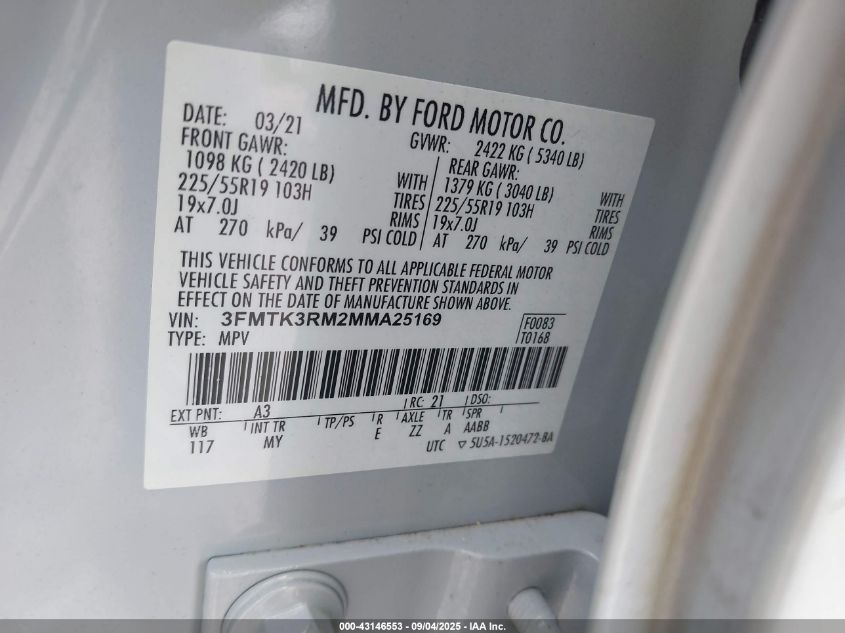 MFD. BY FORD MOTOR CO.
DATE: 03/21 GVWR: 2422 KG ( 5340 LB)
FRONT GAWR: REAR GAWR:
1098 KG ( 2420 LB) WITH 1379 KG ( 3040 LB) WITH
225/55R19 103H TIRES 225/55R19 103H TIRES
19x7.0J RIMS 19x7.0J RIMS
AT 270 kPa/ 39 PSI COLD AT 270 kPa/ 39 PSI COLD
THIS VEHICLE CONFORMS TO ALL APPLICABLE FEDERAL MOTOR
VEHICLE SAFETY AND THEFT PREVENTION STANDARDS IN
EFFECT ON THE DATE OF MANUFACTURE SHOWN ABOVE.
VIN: 3FMTK3RM2MMA25169 F0083
TYPE: MPV T0168
EXT PNT: A3 RC: 21 DSO:
WB INT TR TP/PS R AXLE TR SPR
117 MY E ZZ A AABB
UTC ▽ 5U5A-1520472-BA
000-43146553 - 09/04/2025 - IAA Inc.